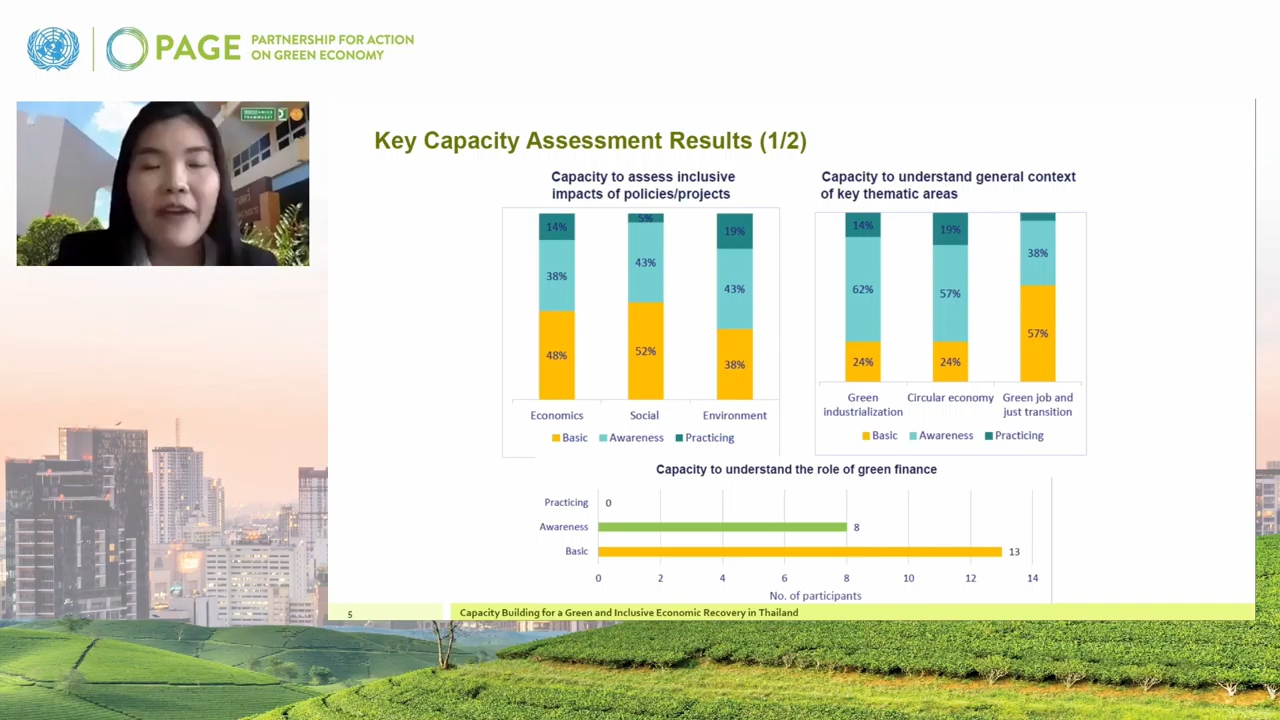 PAGE
PARTNERSHIP FOR ACTION
ON GREEN ECONOMY
Key Capacity Assessment Results (1/2)
Capacity to assess inclusive
impacts of policies/projects
14%
5%
19%
38%
43%
43%
48%
52%
38%
Economics
Social
Environment
Basic
Awareness
Practicing
Capacity to understand general context
of key thematic areas
14%
19%
38%
62%
57%
57%
24%
24%
Green
industrialization
Circular economy
Green job and
just transition
Basic
Awareness
Practicing
Capacity to understand the role of green finance
Practicing
0
Awareness
8
Basic
13
0 2 4 6 8 10 12 14
No. of participants
5
Capacity Building for a Green and Inclusive Economic Recovery in Thailand